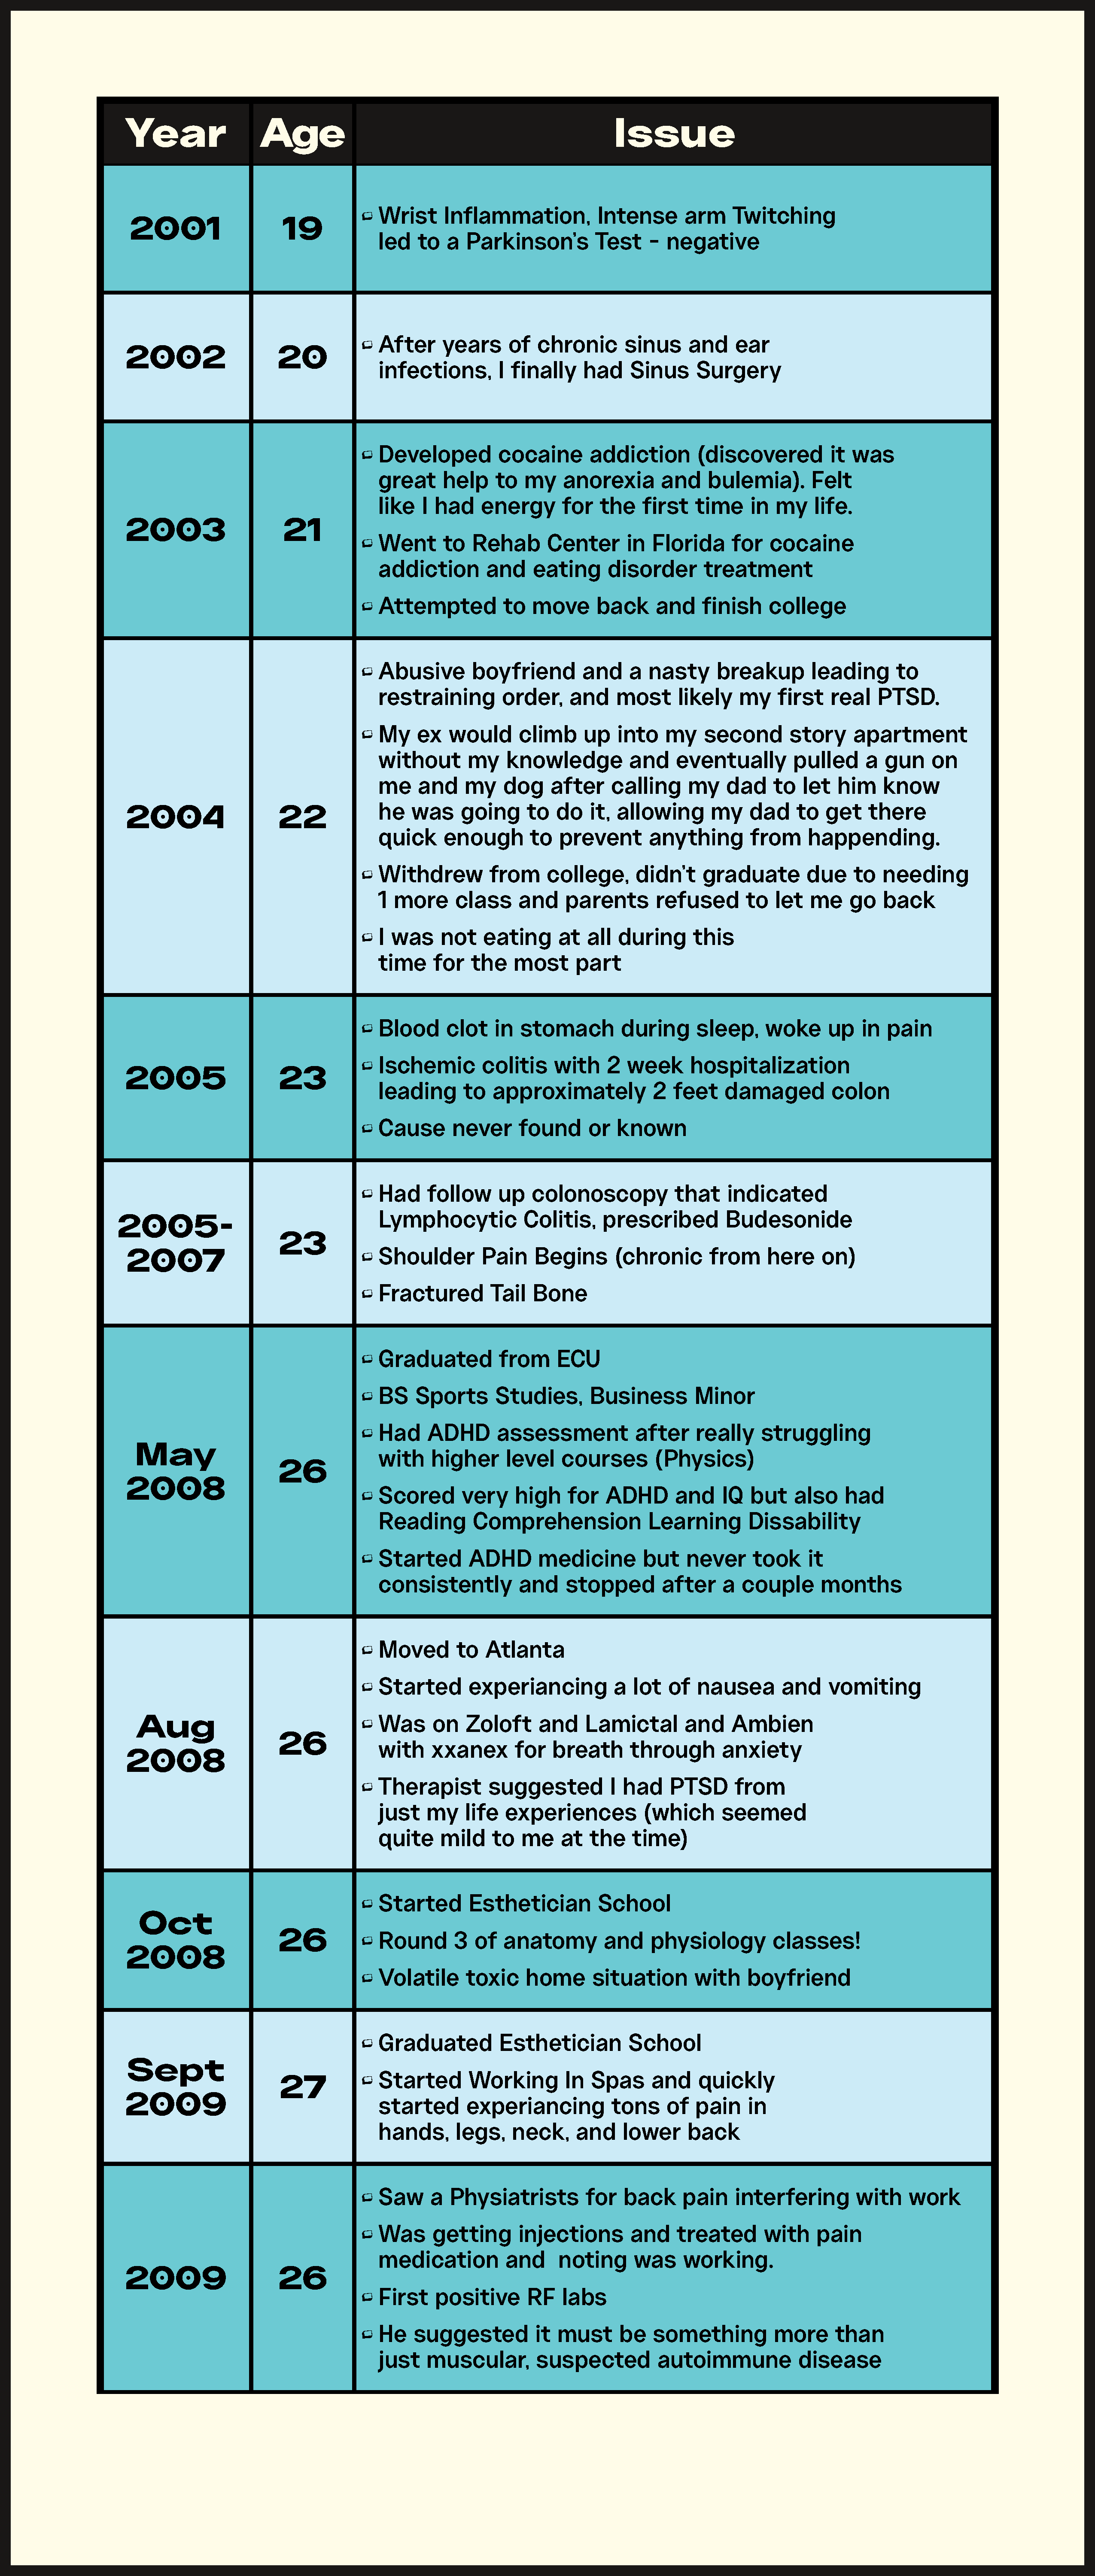 Year Age Issue
2001
19
Wrist Inflammation, Intense arm Twitching
led to a Parkinson's Test - negative
2002
20
After years of chronic sinus and ear
infections, I finally had Sinus Surgery
2003
21
Developed cocaine addiction (discovered it was
great help to my anorexia and bulemia). Felt
like I had energy for the first time in my life.
Went to Rehab Center in Florida for cocaine
addiction and eating disorder treatment
Attempted to move back and finish college
2004
22
Abusive boyfriend and a nasty breakup leading to
restraining order, and most likely my first real PTSD.
My ex would climb up into my second story apartment
without my knowledge and eventually pulled a gun on
me and my dog after calling my dad to let him know
he was going to do it, allowing my dad to get there
quick enough to prevent anything from happending.
Withdrew from college, didn't graduate due to needing
1 more class and parents refused to let me go back
I was not eating at all during this
time for the most part
2005
23
Blood clot in stomach during sleep, woke up in pain
Ischemic colitis with 2 week hospitalization
leading to approximately 2 feet damaged colon
Cause never found or known
2005-
2007
23
Had follow up colonoscopy that indicated
Lymphocytic Colitis, prescribed Budesonide
Shoulder Pain Begins (chronic from here on)
Fractured Tail Bone
May
2008
26
Graduated from ECU
BS Sports Studies, Business Minor
Had ADHD assessment after really struggling
with higher level courses (Physics)
Scored very high for ADHD and IQ but also had
Reading Comprehension Learning Dissability
Started ADHD medicine but never took it
consistently and stopped after a couple months
Aug
2008
26
Moved to Atlanta
Started experiancing a lot of nausea and vomiting
Was on Zoloft and Lamictal and Ambien
with xxanex for breath through anxiety
Therapist suggested I had PTSD from
just my life experiences (which seemed
quite mild to me at the time)
Oct
2008
26
Started Esthetician School
Round 3 of anatomy and physiology classes!
Volatile toxic home situation with boyfriend
Sept
2009
27
Graduated Esthetician School
Started Working In Spas and quickly
started experiancing tons of pain in
hands, legs, neck, and lower back
2009
26
Saw a Physiatrists for back pain interfering with work
Was getting injections and treated with pain
medication and  noting was working.
First positive RF labs
He suggested it must be something more than
just muscular, suspected autoimmune disease